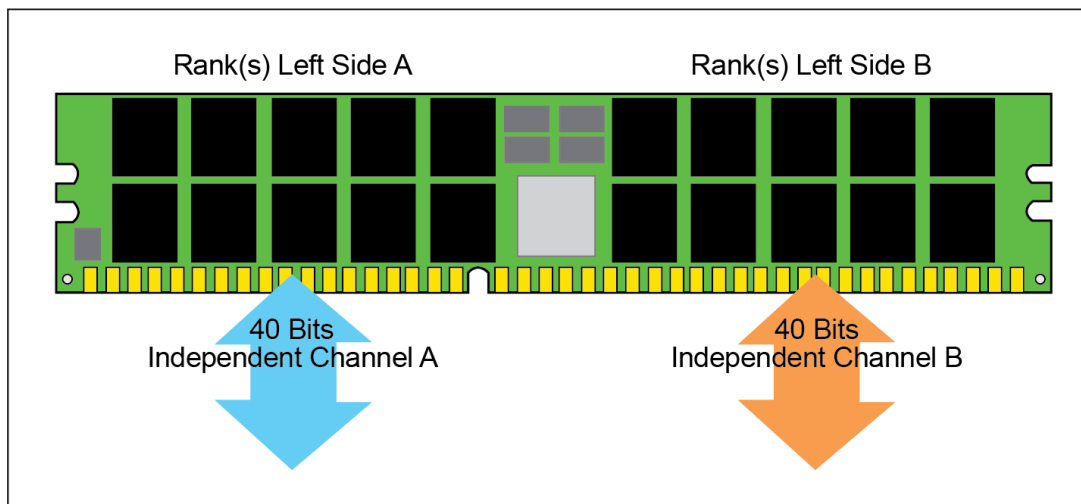 Rank(s) Left Side A
Rank(s) Left Side B
40 Bits
Independent Channel A
40 Bits
Independent Channel B